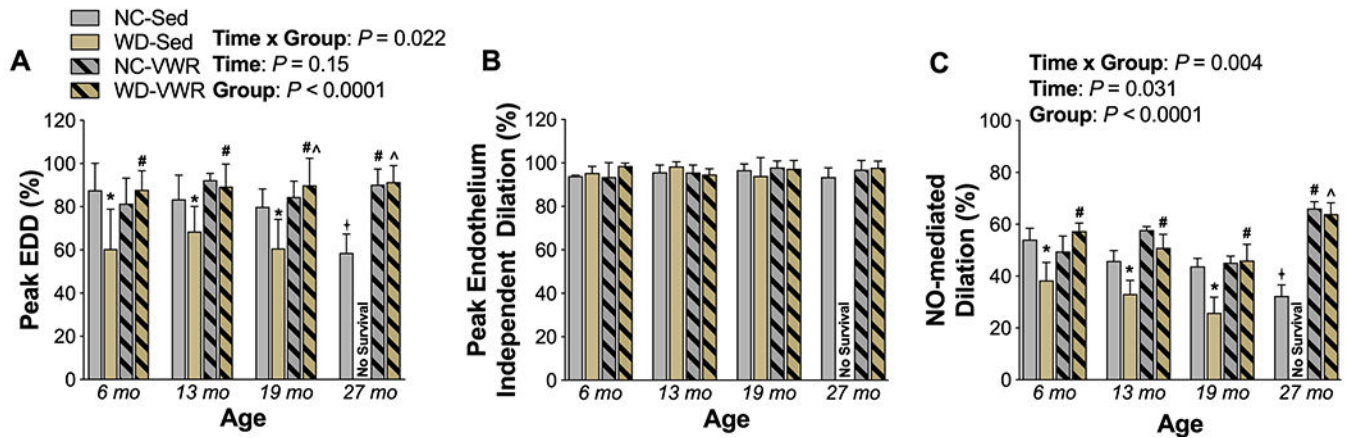 NC-Sed
WD-Sed
NC-VWR
WD-VWR
Time x Group: P = 0.022
Time: P = 0.15
Group: P < 0.0001
A
Peak EDD (%)
120
100
80
60
40
20
0
#
*
#
*
#^
*
ǂ
#
^
No Survival
6 mo
13 mo
19 mo
27 mo
Age
B
Peak Endothelium
Independent Dilation (%)
120
100
80
60
40
20
0
No Survival
6 mo
13 mo
19 mo
27 mo
Age
C
Time x Group: P = 0.004
Time: P = 0.031
Group: P < 0.0001
NO-mediated
Dilation (%)
100
80
60
40
20
0
*
#
*
#
*
#
ǂ
#
^
No Survival
6 mo
13 mo
19 mo
27 mo
Age